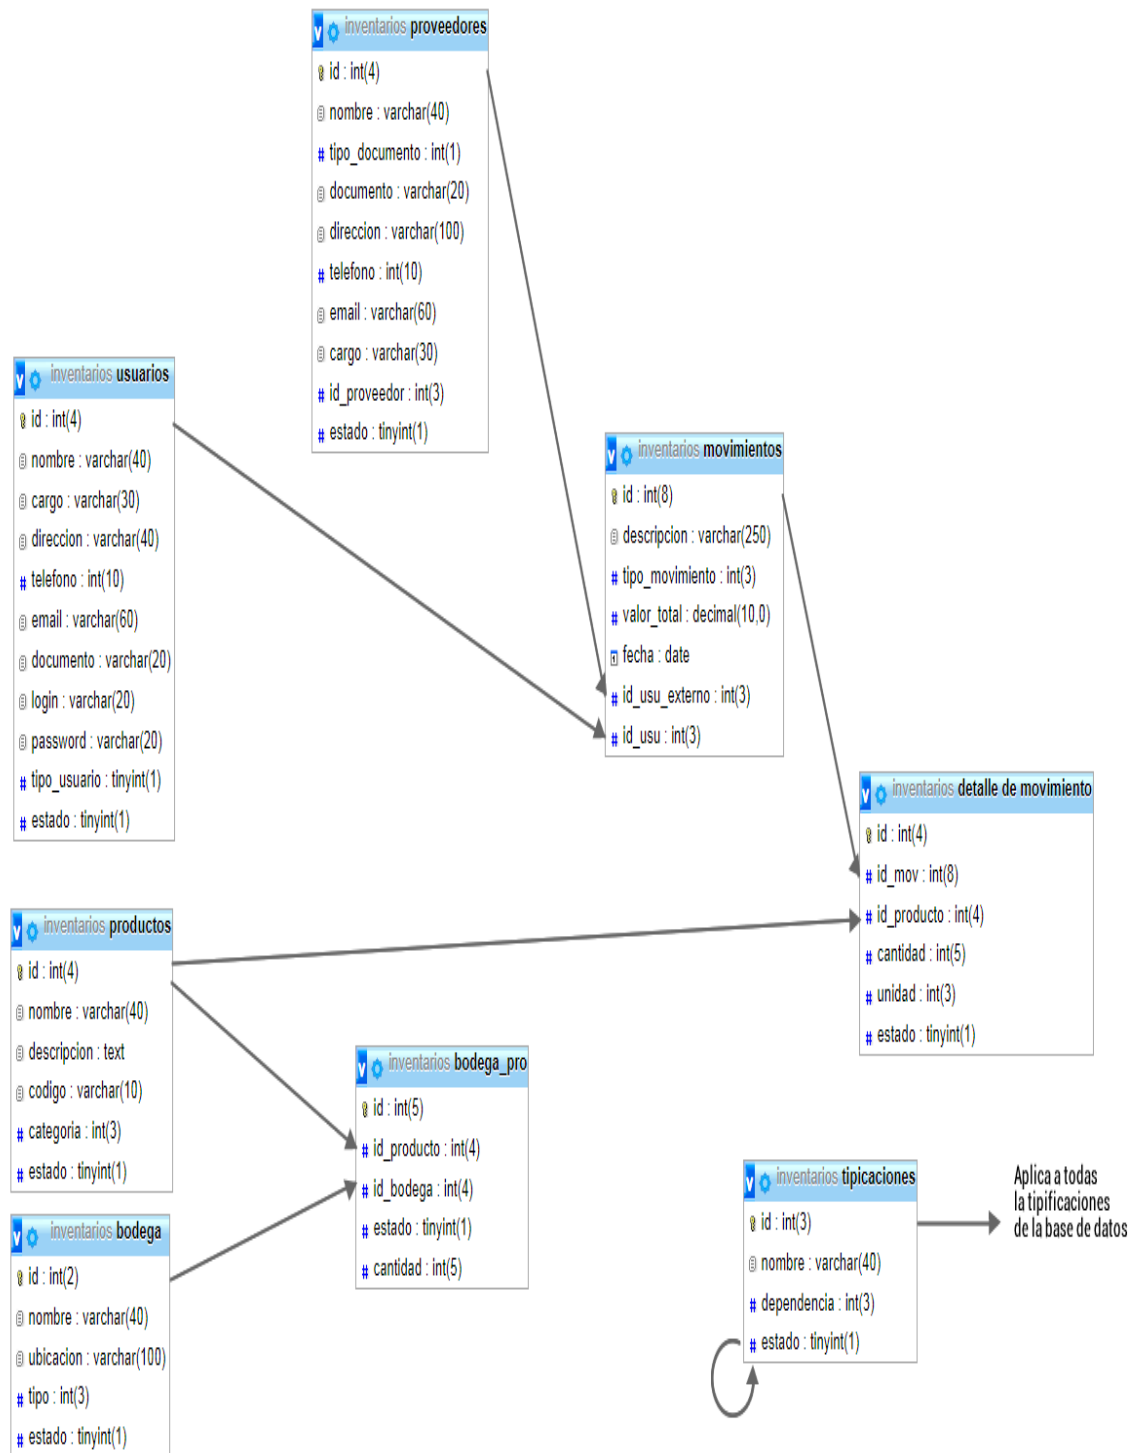 inventarios proveedores
id : int(4)
nombre : varchar(40)
tipo_documento : int(1)
documento : varchar(20)
direccion : varchar(100)
telefono : int(10)
email : varchar(60)
cargo : varchar(30)
id_proveedor : int(3)
estado : tinyint(1)
inventarios usuarios
id : int(4)
nombre : varchar(40)
cargo : varchar(30)
direccion : varchar(40)
telefono : int(10)
email : varchar(60)
documento : varchar(20)
login : varchar(20)
password : varchar(20)
tipo_usuario : tinyint(1)
estado : tinyint(1)
inventarios movimientos
id : int(8)
descripcion : varchar(250)
tipo_movimiento : int(3)
valor_total : decimal(10,0)
fecha : date
id_usu_externo : int(3)
id_usu : int(3)
inventarios detalle de movimiento
id : int(4)
id_mov : int(8)
id_producto : int(4)
cantidad : int(5)
unidad : int(3)
estado : tinyint(1)
inventarios productos
id : int(4)
nombre : varchar(40)
descripcion : text
codigo : varchar(10)
categoria : int(3)
estado : tinyint(1)
inventarios bodega_pro
id : int(5)
id_producto : int(4)
id_bodega : int(4)
estado : tinyint(1)
cantidad : int(5)
inventarios bodega
id : int(2)
nombre : varchar(40)
ubicacion : varchar(100)
tipo : int(3)
estado : tinyint(1)
inventarios tipicaciones
id : int(3)
nombre : varchar(40)
dependencia : int(3)
estado : tinyint(1)
Aplica a todas
la tipificaciones
de la base de datos